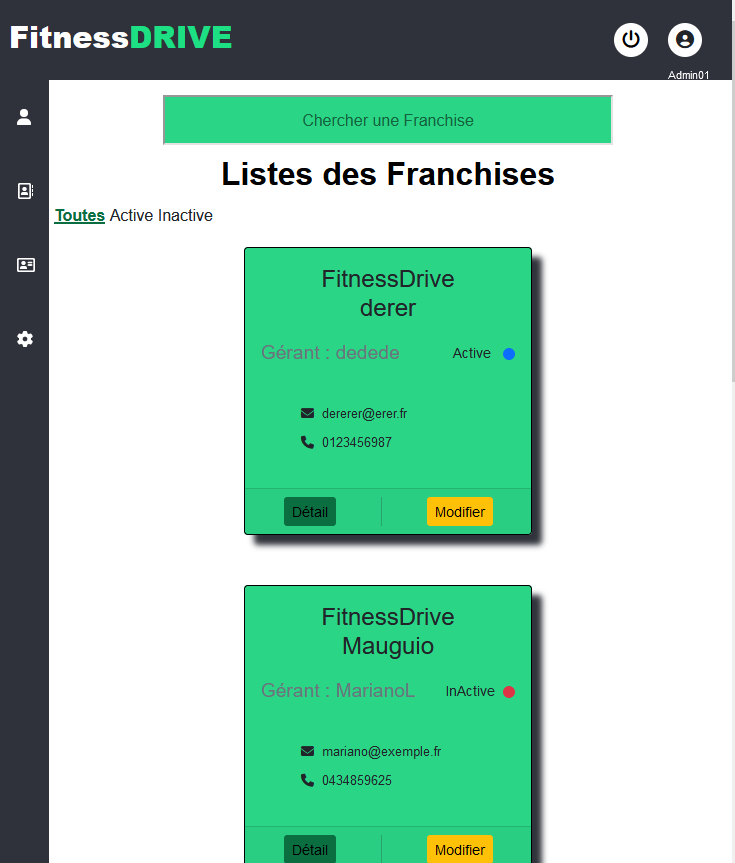 FitnessDRIVE
Admin01
Chercher une Franchise
Listes des Franchises
Toutes Active Inactive
FitnessDrive
derer
Gérant : dedede Active
dererer@erer.fr
0123456987
Détail Modifier
FitnessDrive
Mauguio
Gérant : MarianoL InActive
mariano@exemple.fr
0434859625
Détail Modifier